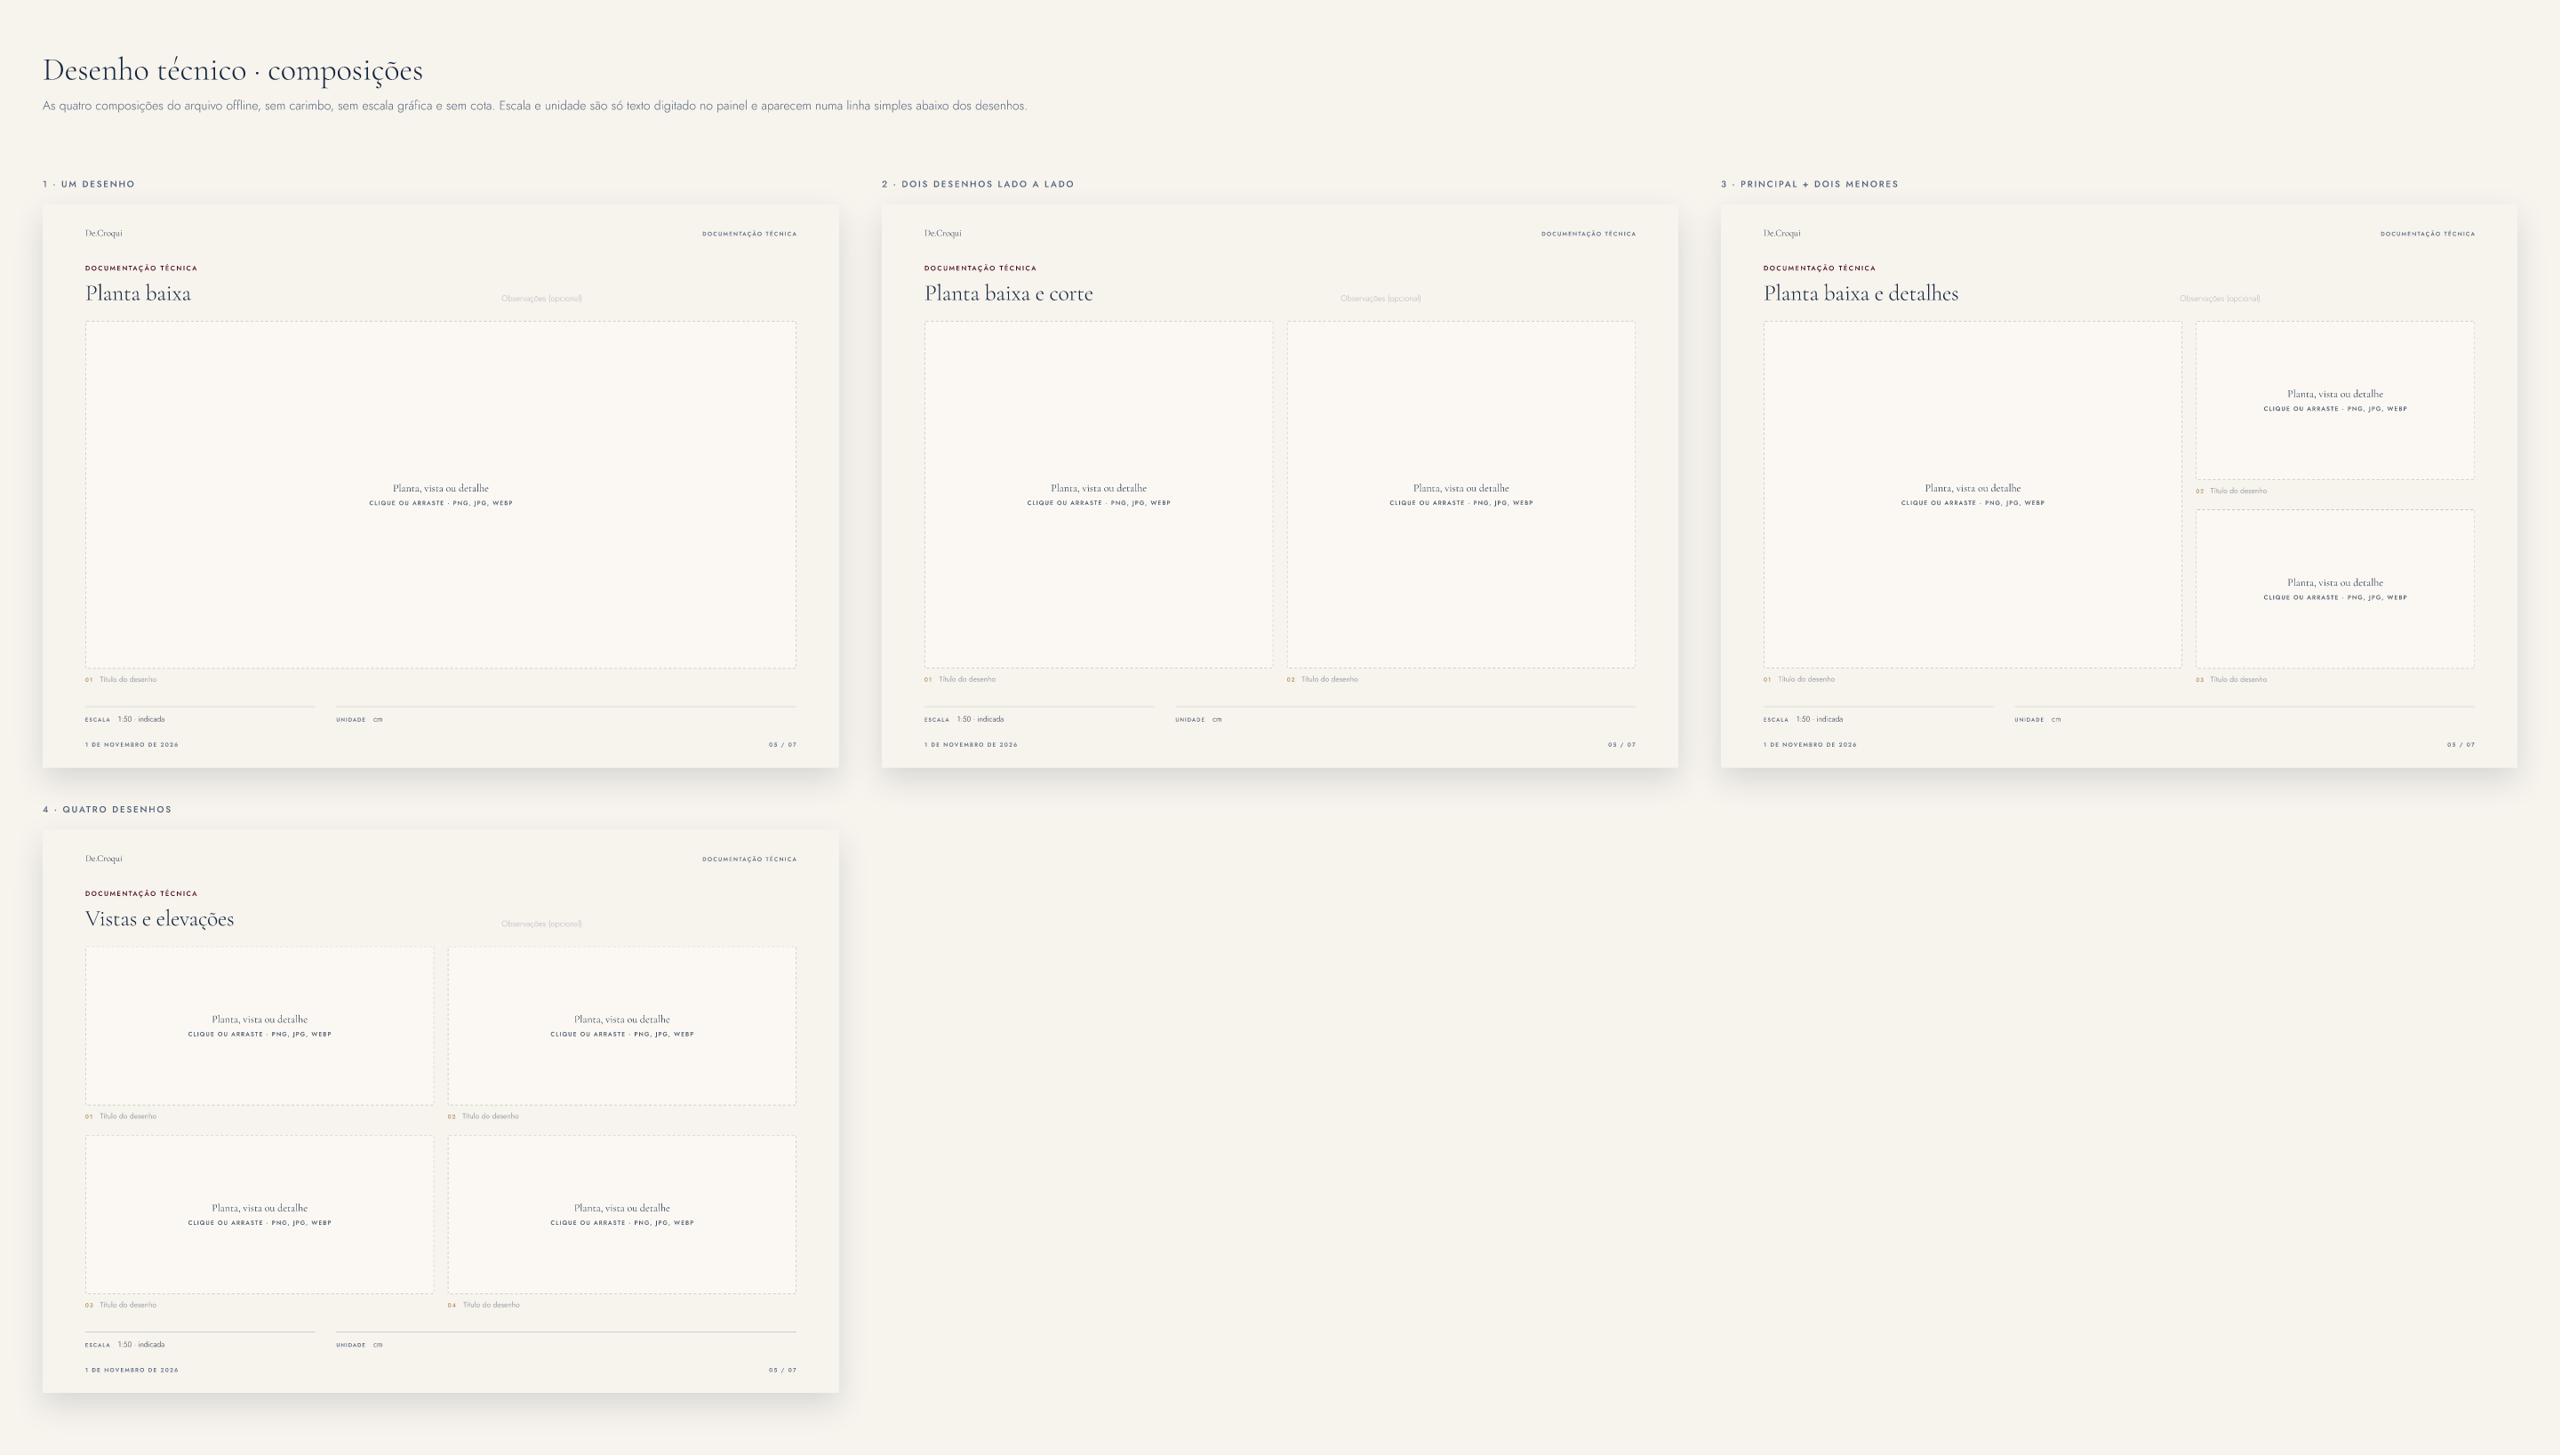 Desenho técnico · composições
As quatro composições do arquivo offline, sem carimbo, sem escala gráfica e sem cota. Escala e unidade são só texto digitado no painel e aparecem numa linha simples abaixo dos desenhos.
1 · UM DESENHO
De.Croqui
DOCUMENTAÇÃO TÉCNICA
DOCUMENTAÇÃO TÉCNICA
Planta baixa
Observações (opcional)
Planta, vista ou detalhe
CLIQUE OU ARRASTE · PNG, JPG, WEBP
01 Título do desenho
ESCALA 1:50 · indicada
UNIDADE cm
1 DE NOVEMBRO DE 2026
05 / 07
2 · DOIS DESENHOS LADO A LADO
De.Croqui
DOCUMENTAÇÃO TÉCNICA
DOCUMENTAÇÃO TÉCNICA
Planta baixa e corte
Observações (opcional)
Planta, vista ou detalhe
CLIQUE OU ARRASTE · PNG, JPG, WEBP
Planta, vista ou detalhe
CLIQUE OU ARRASTE · PNG, JPG, WEBP
01 Título do desenho
02 Título do desenho
ESCALA 1:50 · indicada
UNIDADE cm
1 DE NOVEMBRO DE 2026
05 / 07
3 · PRINCIPAL + DOIS MENORES
De.Croqui
DOCUMENTAÇÃO TÉCNICA
DOCUMENTAÇÃO TÉCNICA
Planta baixa e detalhes
Observações (opcional)
Planta, vista ou detalhe
CLIQUE OU ARRASTE · PNG, JPG, WEBP
01 Título do desenho
Planta, vista ou detalhe
CLIQUE OU ARRASTE · PNG, JPG, WEBP
02 Título do desenho
Planta, vista ou detalhe
CLIQUE OU ARRASTE · PNG, JPG, WEBP
03 Título do desenho
ESCALA 1:50 · indicada
UNIDADE cm
1 DE NOVEMBRO DE 2026
05 / 07
4 · QUATRO DESENHOS
De.Croqui
DOCUMENTAÇÃO TÉCNICA
DOCUMENTAÇÃO TÉCNICA
Vistas e elevações
Observações (opcional)
Planta, vista ou detalhe
CLIQUE OU ARRASTE · PNG, JPG, WEBP
Planta, vista ou detalhe
CLIQUE OU ARRASTE · PNG, JPG, WEBP
01 Título do desenho
02 Título do desenho
Planta, vista ou detalhe
CLIQUE OU ARRASTE · PNG, JPG, WEBP
Planta, vista ou detalhe
CLIQUE OU ARRASTE · PNG, JPG, WEBP
03 Título do desenho
04 Título do desenho
ESCALA 1:50 · indicada
UNIDADE cm
1 DE NOVEMBRO DE 2026
05 / 07